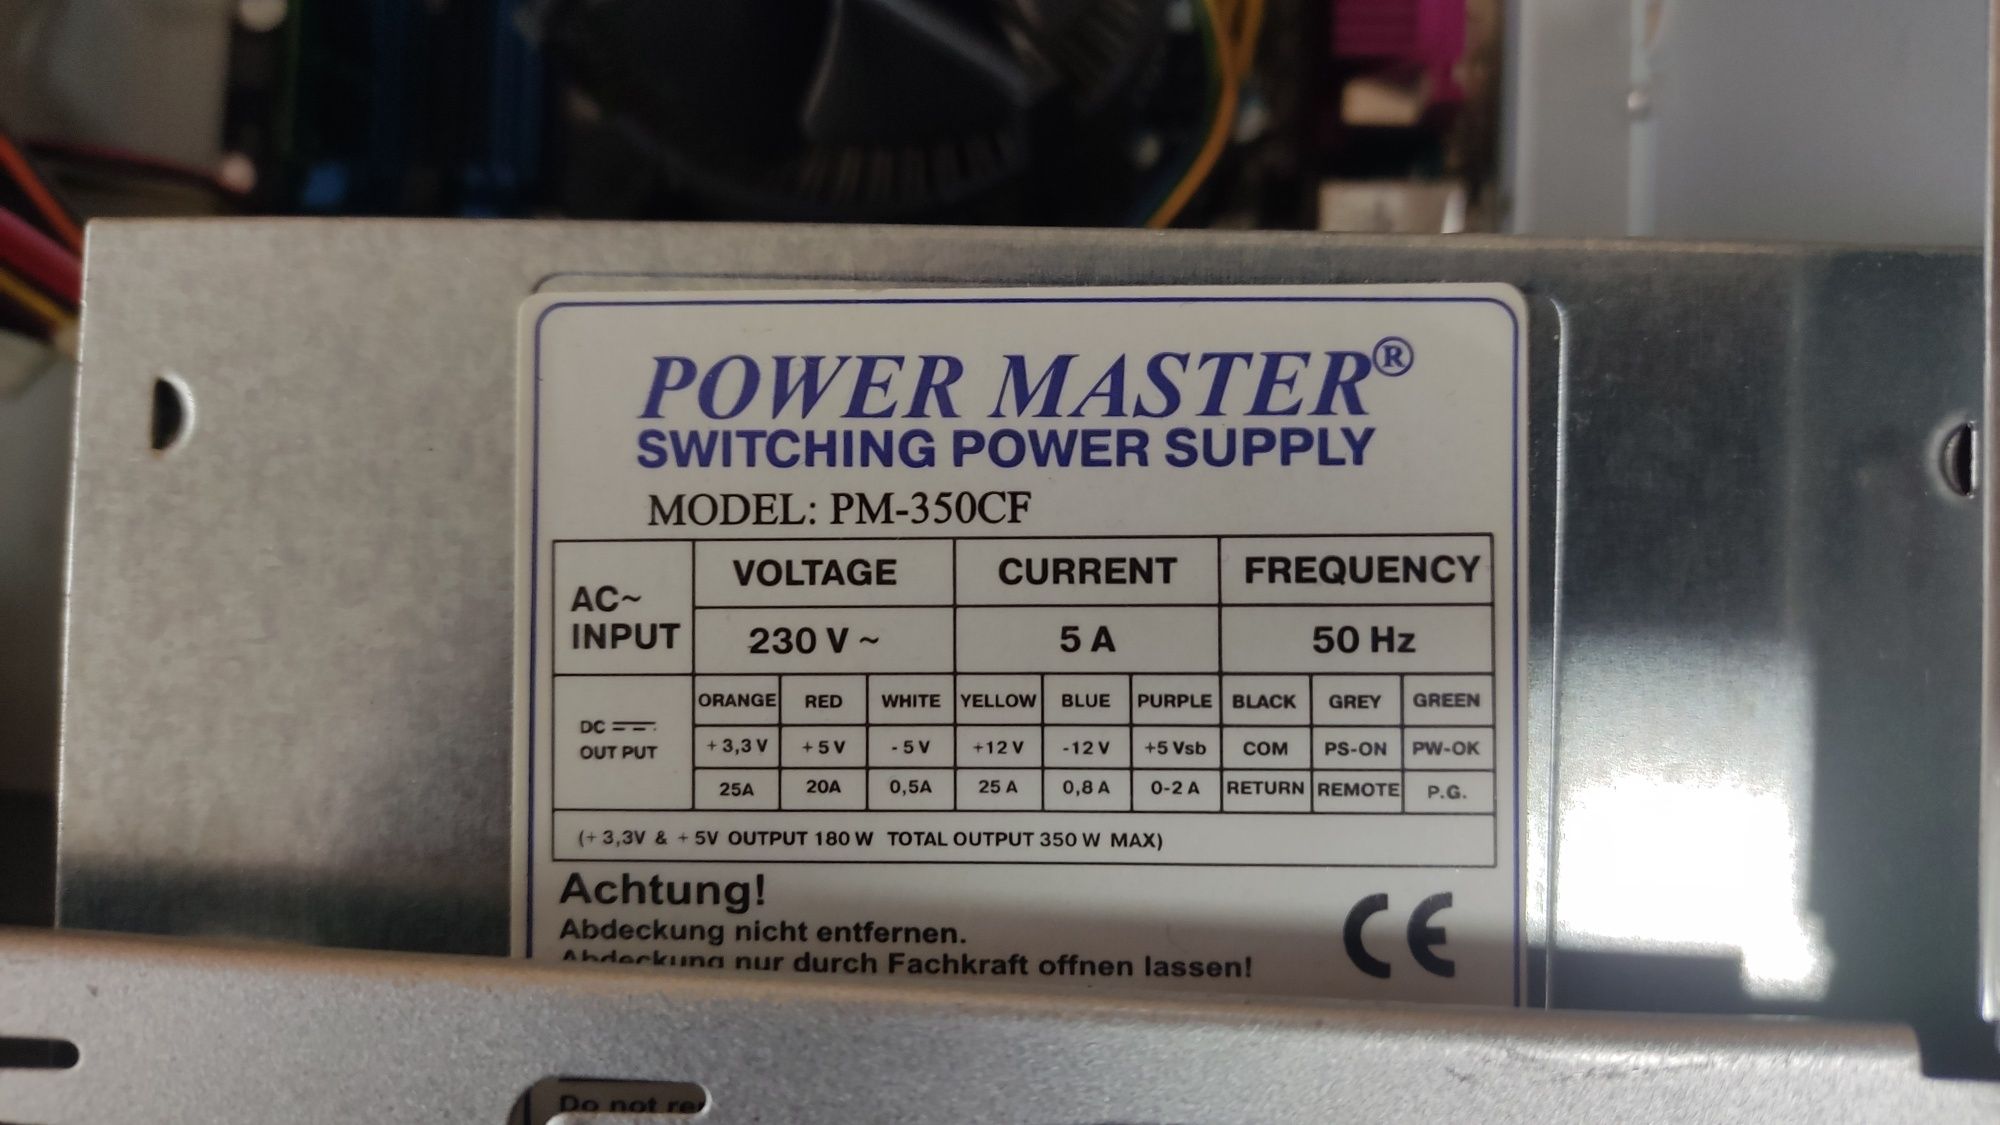 POWER MASTER®
SWITCHING POWER SUPPLY
MODEL: PM-350CF
AC~ INPUT
VOLTAGE CURRENT FREQUENCY
230 V ~ 5 A 50 Hz
DC OUT PUT
ORANGE RED WHITE YELLOW BLUE PURPLE BLACK GREY GREEN
+ 3,3 V + 5 V - 5 V +12 V -12 V +5 Vsb COM PS-ON PW-OK
25A 20A 0,5A 25 A 0,8 A 0-2 A RETURN REMOTE P.G.
(+ 3,3V & + 5V OUTPUT 180 W TOTAL OUTPUT 350 W MAX)
Achtung!
Abdeckung nicht entfernen.
Abdeckung nur durch Fachkraft offnen lassen!
CE
Do not